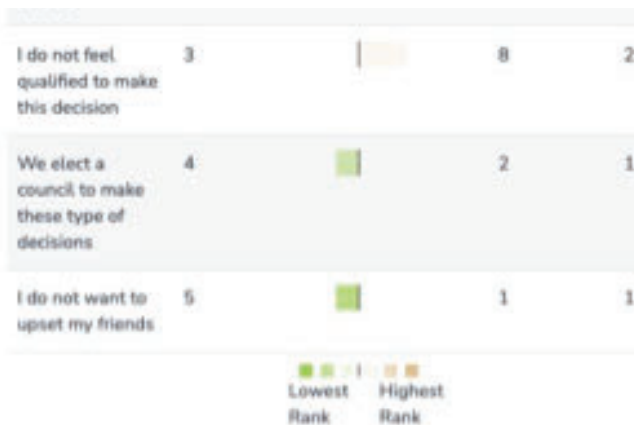 I do not feel 3 8 2
qualified to make
this decision
We elect a 4 2 1
council to make
these type of
decisions
I do not want to 5 1 1
upset my friends
Lowest Highest
Rank Rank